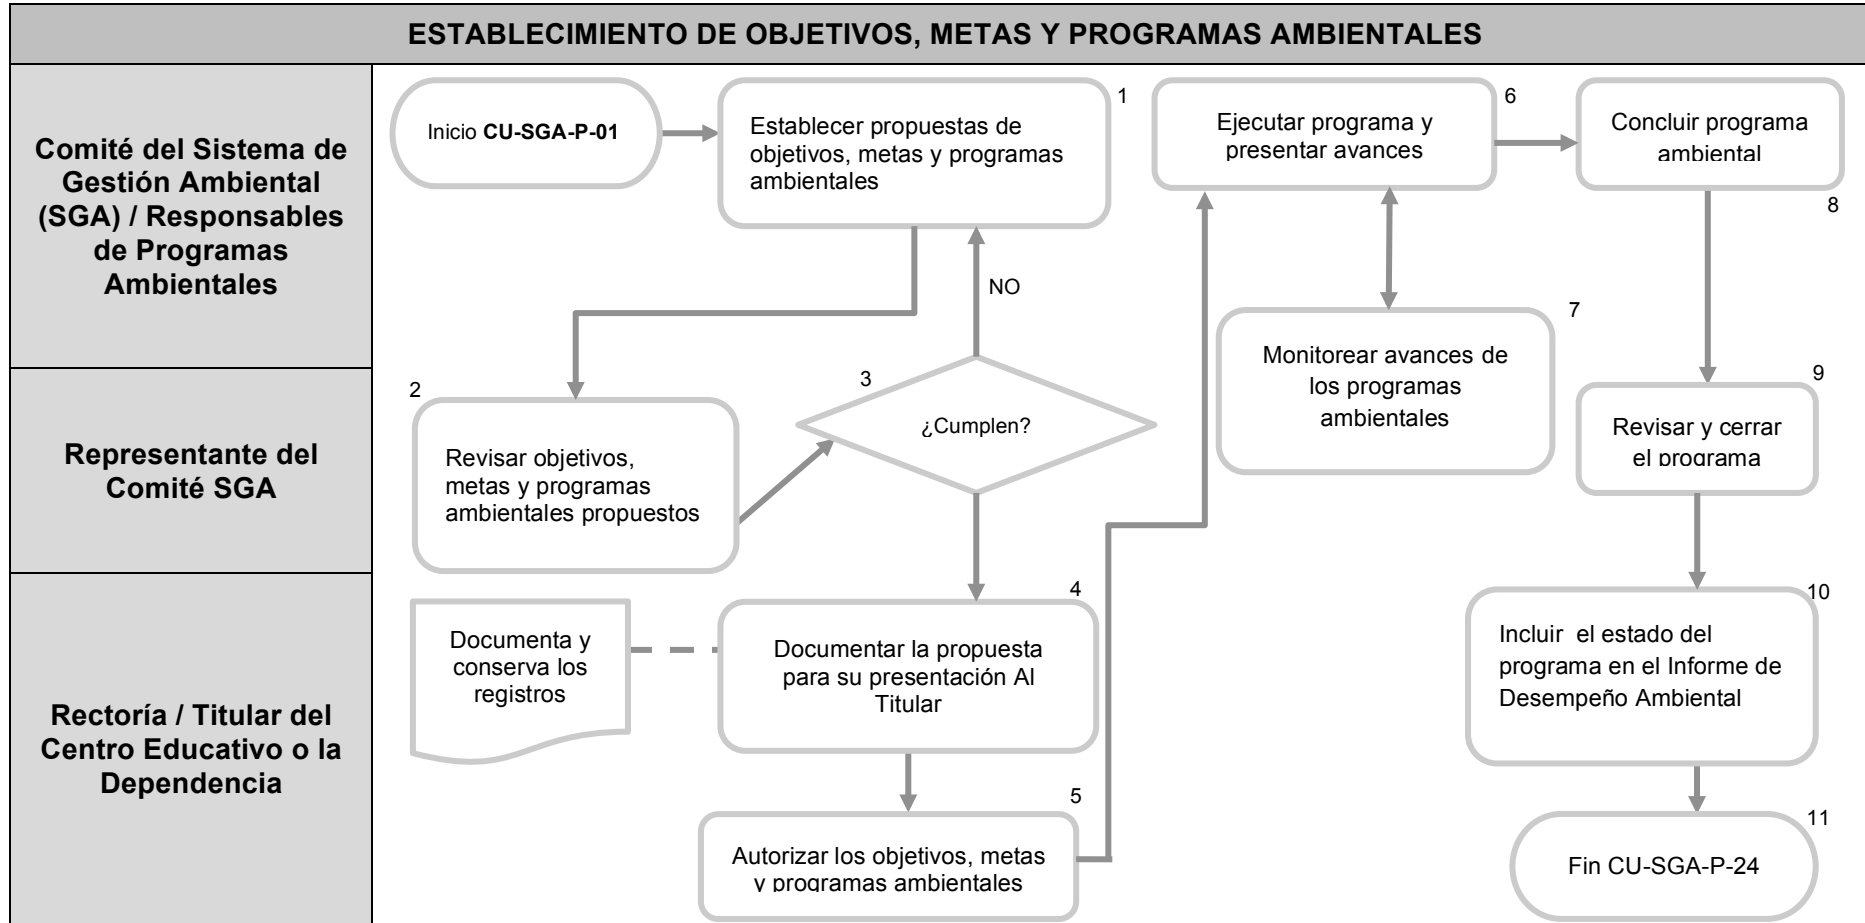 ESTABLECIMIENTO DE OBJETIVOS, METAS Y PROGRAMAS AMBIENTALES
Comité del Sistema de
Gestión Ambiental
(SGA) / Responsables
de Programas
Ambientales
Inicio CU-SGA-P-01
1
Establecer propuestas de
objetivos, metas y programas
ambientales
6
Ejecutar programa y
presentar avances
Concluir programa
ambiental
8
NO
7
Monitorear avances de
los programas
ambientales
Representante del
Comité SGA
2
Revisar objetivos,
metas y programas
ambientales propuestos
3
¿Cumplen?
9
Revisar y cerrar
el programa
Rectoría / Titular del
Centro Educativo o la
Dependencia
Documenta y
conserva los
registros
4
Documentar la propuesta
para su presentación Al
Titular
5
Autorizar los objetivos, metas
y programas ambientales
10
Incluir el estado del
programa en el Informe de
Desempeño Ambiental
11
Fin CU-SGA-P-24